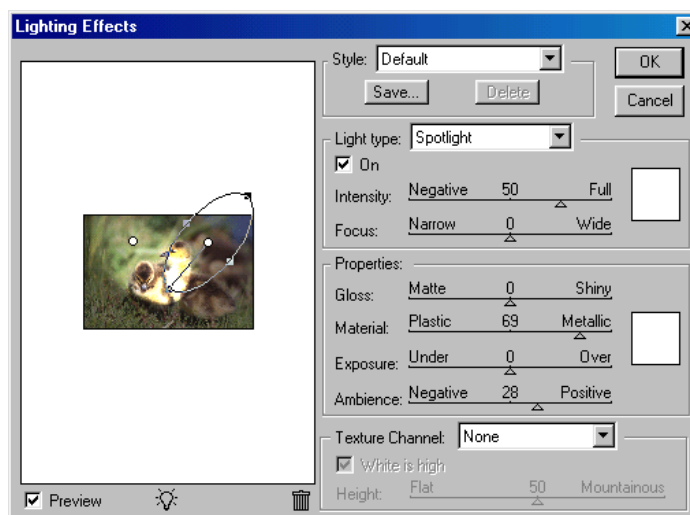 Lighting Effects
Style: Default
OK
Save... Delete
Cancel
Light type: Spotlight
On
Intensity: Negative 50 Full
Focus: Narrow 0 Wide
Properties:
Gloss: Matte 0 Shiny
Material: Plastic 69 Metallic
Exposure: Under 0 Over
Ambience: Negative 28 Positive
Texture Channel: None
White is high
Height: Flat 50 Mountainous
Preview